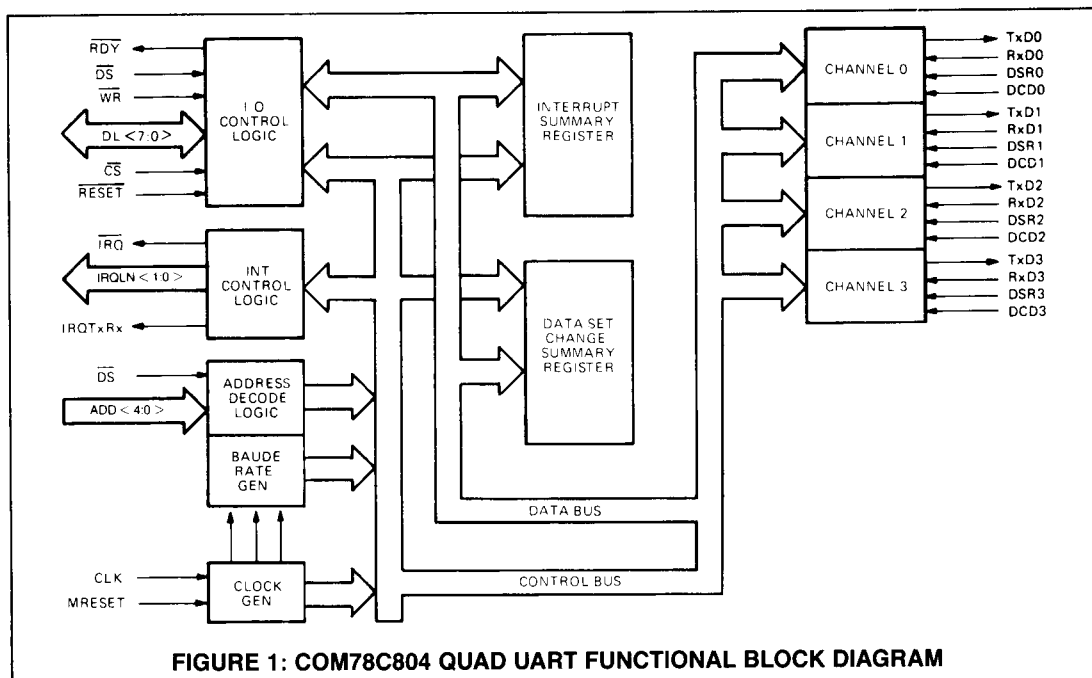 RDY
DS
WR
DL <7:0>
CS
RESET
I O
CONTROL
LOGIC
IRQ
IRQLN < 1:0 >
IRQTxRx
INT
CONTROL
LOGIC
DS
ADD < 4:0 >
ADDRESS
DECODE
LOGIC
BAUDE
RATE
GEN
CLK
MRESET
CLOCK
GEN
INTERRUPT
SUMMARY
REGISTER
DATA SET
CHANGE
SUMMARY
REGISTER
DATA BUS
CONTROL BUS
CHANNEL 0
CHANNEL 1
CHANNEL 2
CHANNEL 3
TxD0
RxD0
DSR0
DCD0
TxD1
RxD1
DSR1
DCD1
TxD2
RxD2
DSR2
DCD2
TxD3
RxD3
DSR3
DCD3
FIGURE 1: COM78C804 QUAD UART FUNCTIONAL BLOCK DIAGRAM